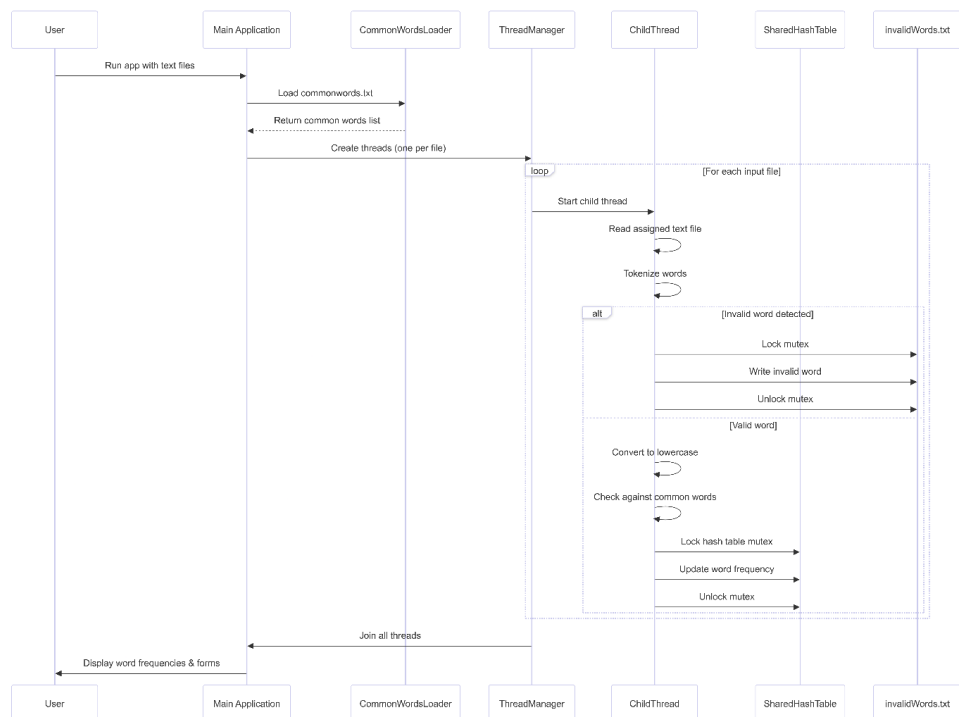 User
Main Application
CommonWordsLoader
ThreadManager
ChildThread
SharedHashTable
invalidWords.txt
Run app with text files
Load commonwords.txt
Return common words list
Create threads (one per file)
loop
[For each input file]
Start child thread
Read assigned text file
Tokenize words
alt
[Invalid word detected]
Lock mutex
Write invalid word
Unlock mutex
[Valid word]
Convert to lowercase
Check against common words
Lock hash table mutex
Update word frequency
Unlock mutex
Join all threads
Display word frequencies & forms
User
Main Application
CommonWordsLoader
ThreadManager
ChildThread
SharedHashTable
invalidWords.txt